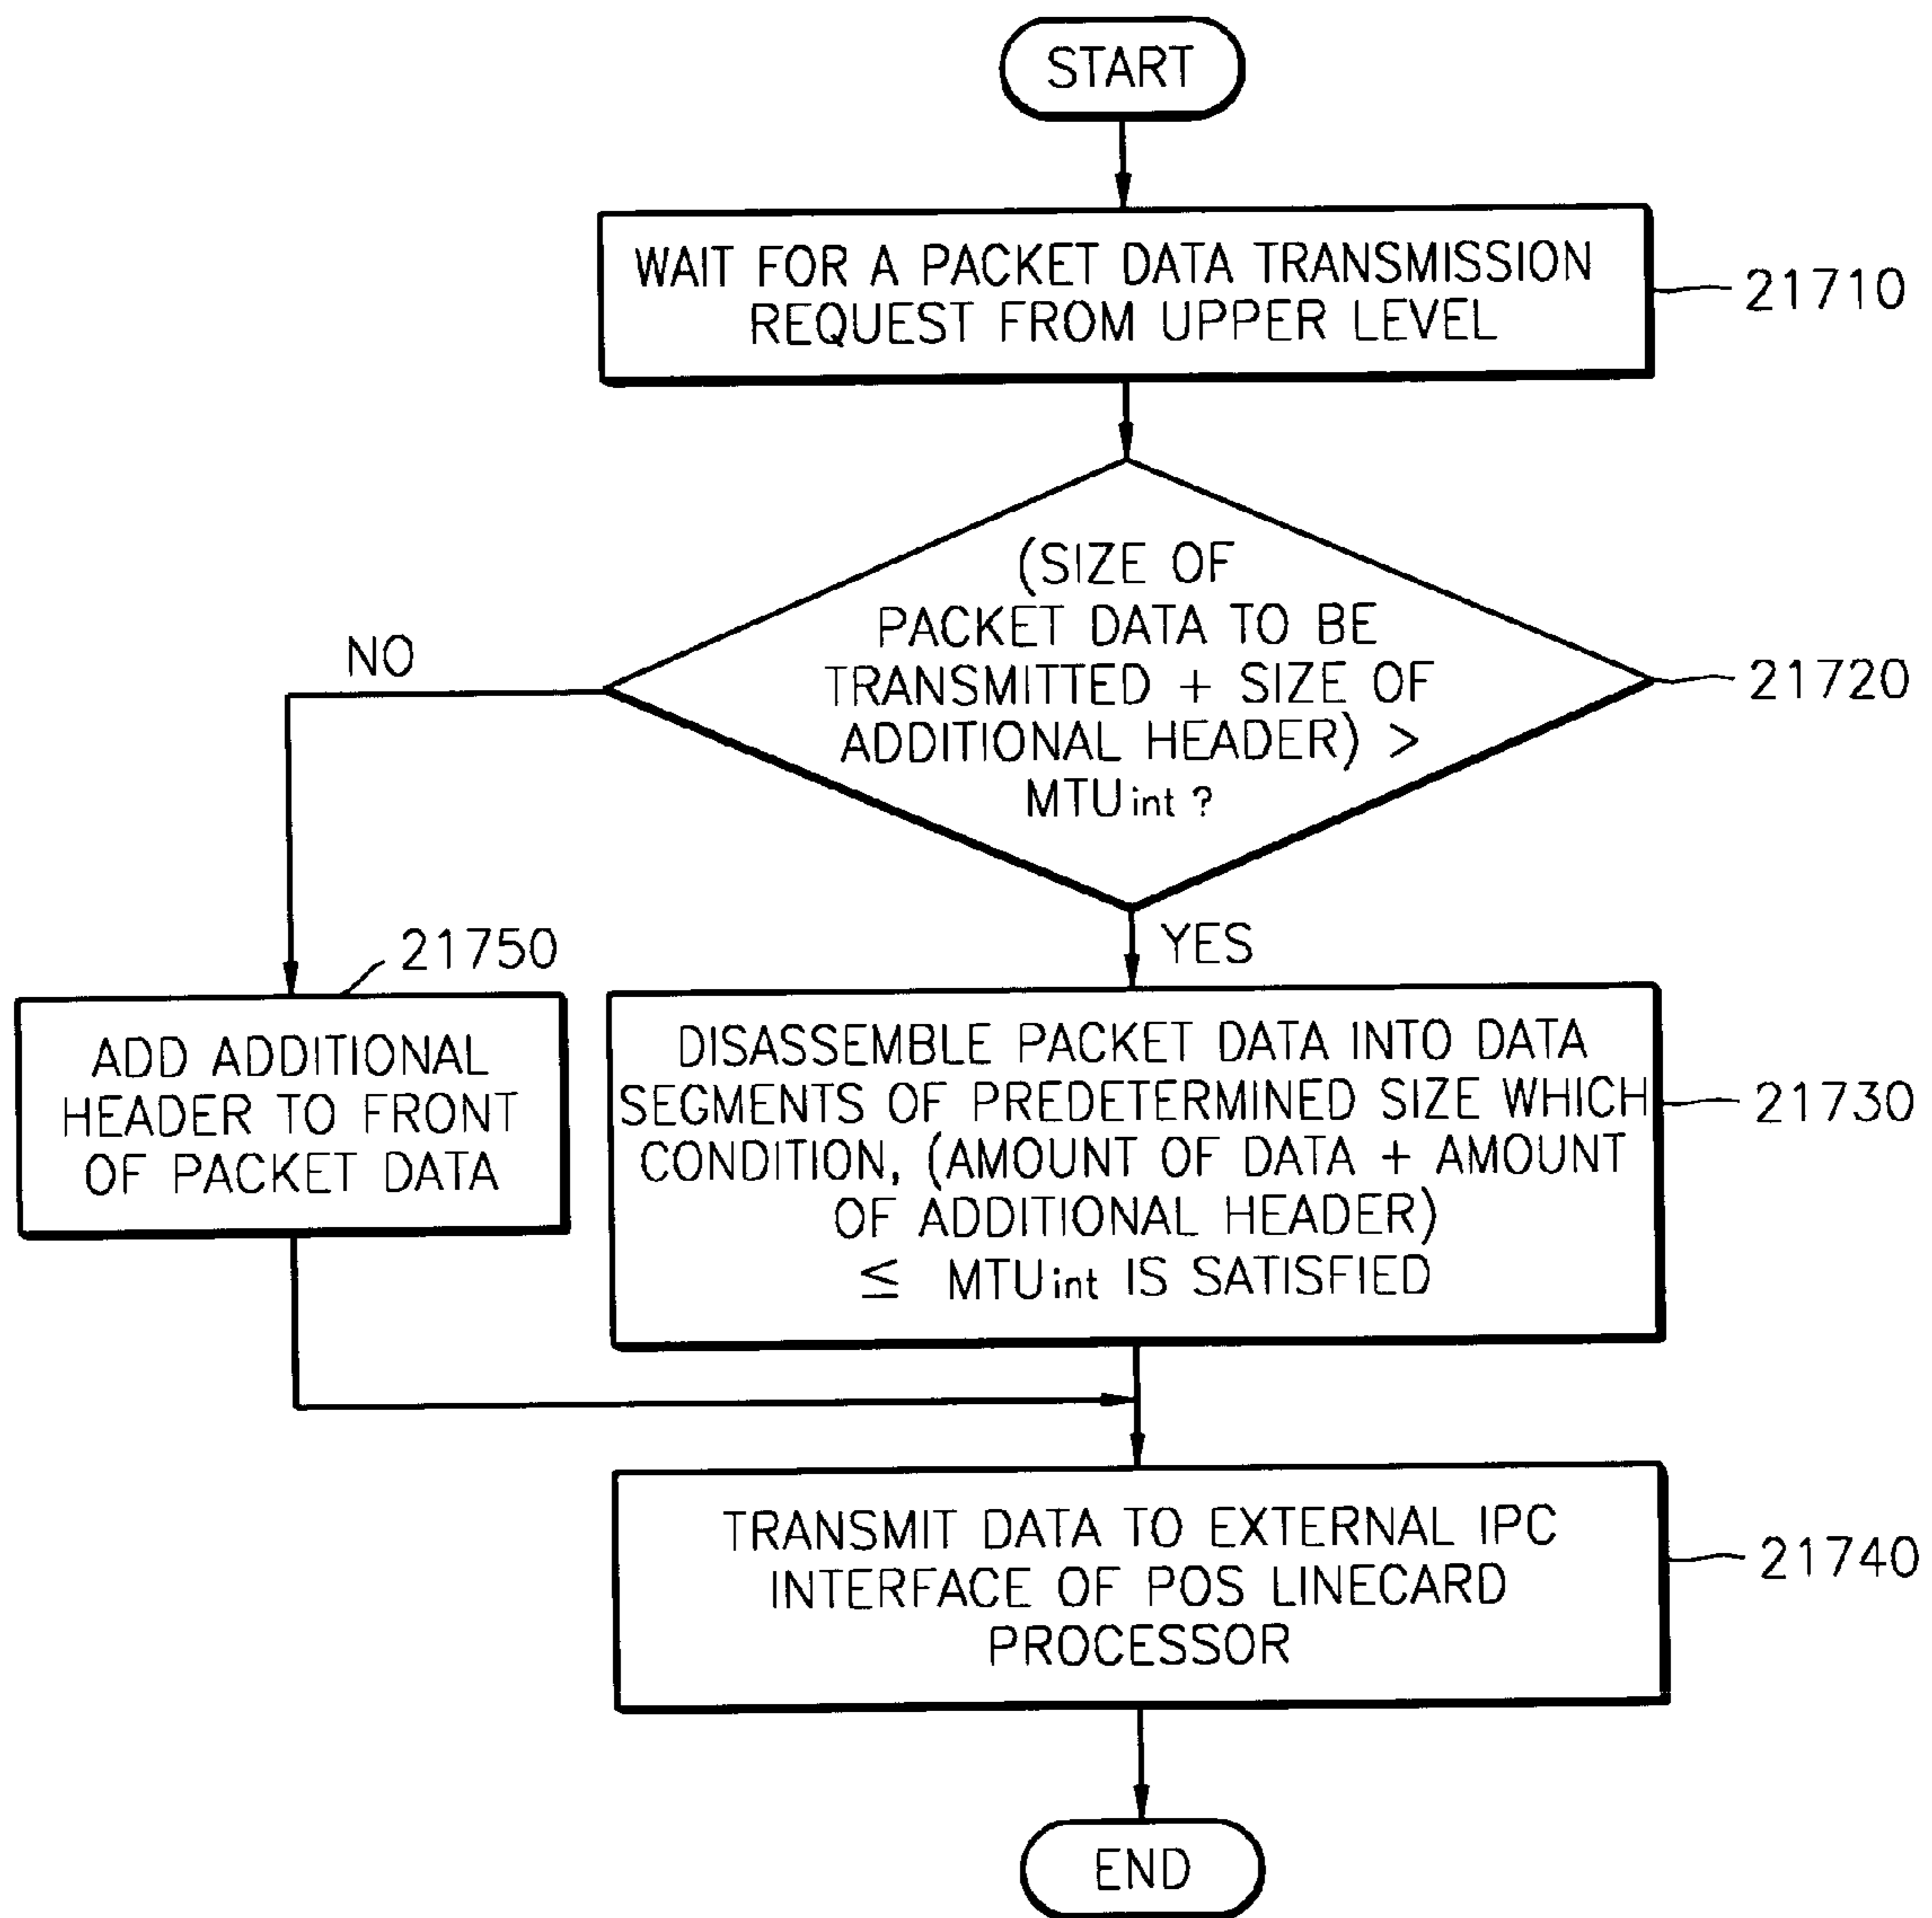 START
WAIT FOR A PACKET DATA TRANSMISSION
REQUEST FROM UPPER LEVEL
21710
(SIZE OF
PACKET DATA TO BE
TRANSMITTED + SIZE OF
ADDITIONAL HEADER) >
MTUint ?
21720
NO
YES
21750
ADD ADDITIONAL
HEADER TO FRONT
OF PACKET DATA
DISASSEMBLE PACKET DATA INTO DATA
SEGMENTS OF PREDETERMINED SIZE WHICH
CONDITION, (AMOUNT OF DATA + AMOUNT
OF ADDITIONAL HEADER)
≤ MTUint IS SATISFIED
21730
TRANSMIT DATA TO EXTERNAL IPC
INTERFACE OF POS LINECARD
PROCESSOR
21740
END